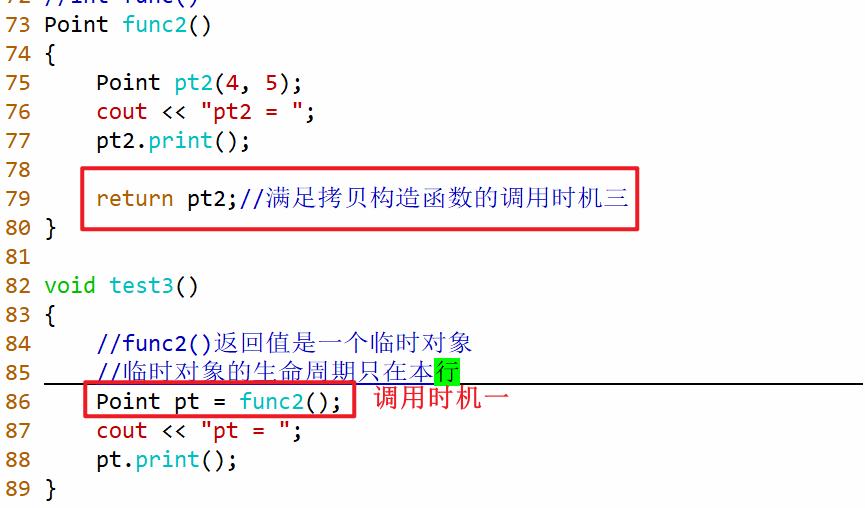 72 //int func()
73 Point func2()
74 {
75     Point pt2(4, 5);
76     cout << "pt2 = ";
77     pt2.print();
78
79     return pt2;//满足拷贝构造函数的调用时机三
80 }
81
82 void test3()
83 {
84     //func2()返回值是一个临时对象
85     //临时对象的生命周期只在本行
86     Point pt = func2(); 调用时机一
87     cout << "pt = ";
88     pt.print();
89 }